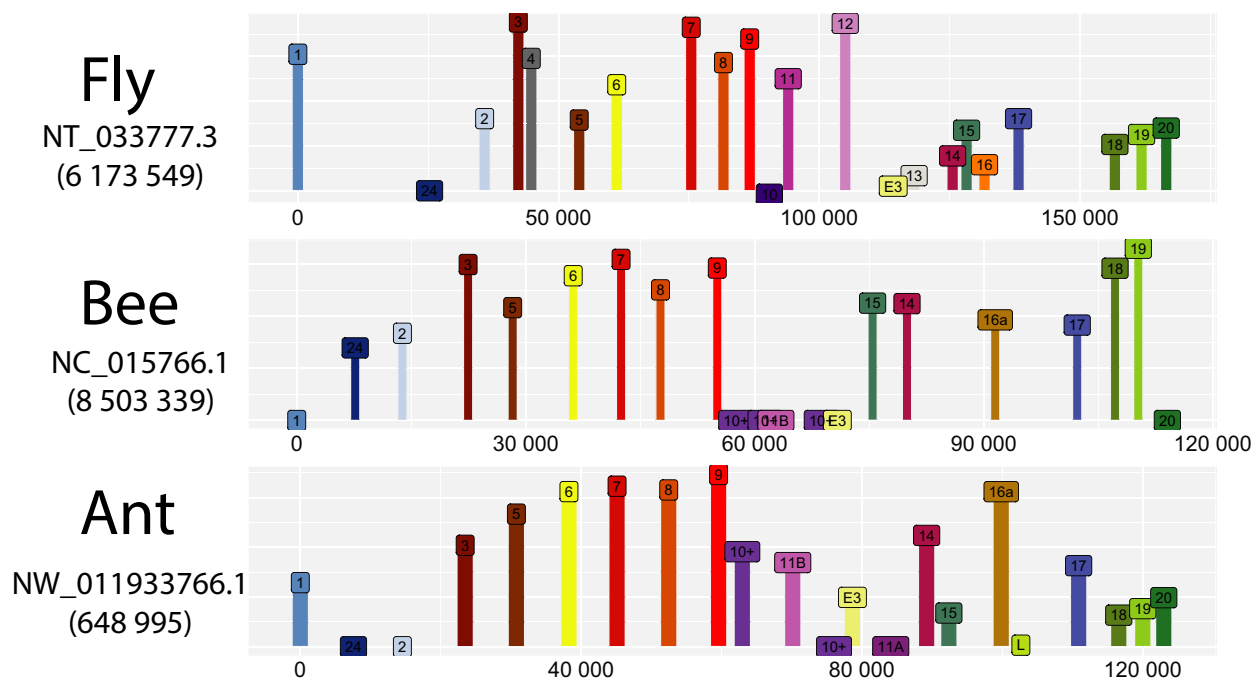 Fly
NT_033777.3
(6 173 549)
1 24 2 3 4 5 6 7 8 9 10 11 12 E3 13 14 15 16 17 18 19 20
0 50 000 100 000 150 000
Bee
NC_015766.1
(8 503 339)
1 24 2 3 5 6 7 8 9 10+ 10+ 11B 10+ E3 15 14 16a 17 18 19 20
0 30 000 60 000 90 000 120 000
Ant
NW_011933766.1
(648 995)
1 24 2 3 5 6 7 8 9 10+ 11B 10+ E3 11A 14 15 16a L 17 18 19 20
0 40 000 80 000 120 000